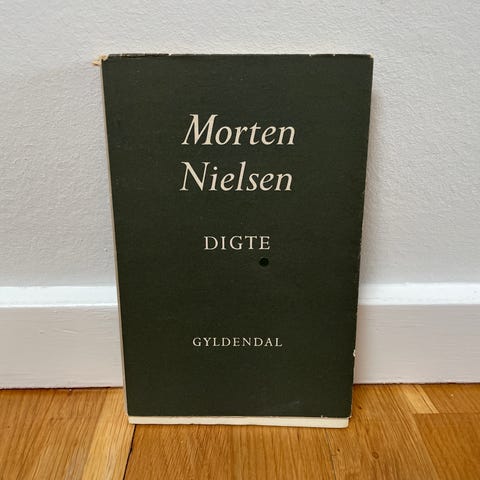 Morten
Nielsen
DIGTE
GYLDENDAL